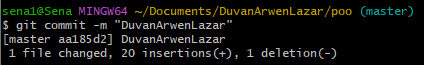 sena1@Sena MINGW64 ~/Documents/DuvanArwenLazar/poo (master)
$ git commit -m "DuvanArwenLazar"
[master aa185d2] DuvanArwenLazar
 1 file changed, 20 insertions(+), 1 deletion(-)